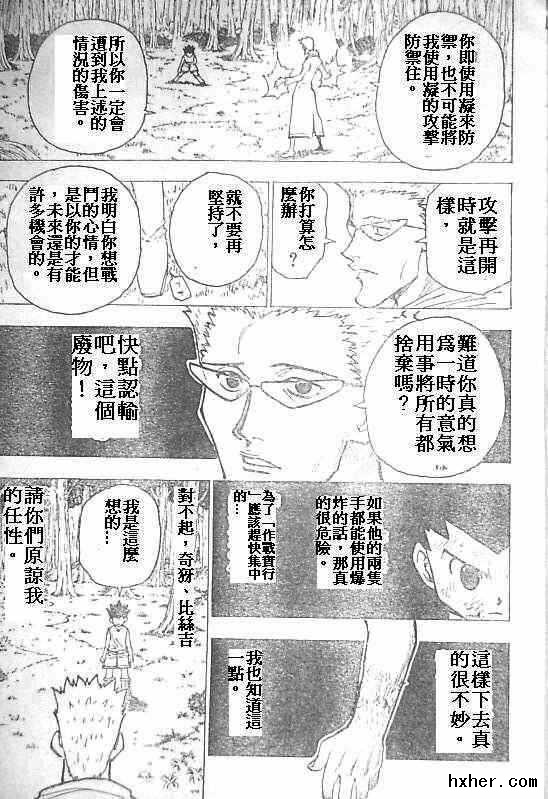 你即使用凝來防
禦，也不可能將
我使用凝的攻擊
防禦住。
所以你一定會
遭到我上述的
情況的傷害。
攻擊再開
時就是這
樣，
你打算怎
麼辦？
就不要再
堅持了，
我明白你想戰
鬥的心情，但
是以你的才能
，未來還是有
許多機會的。
難道你真的想
為一時的意氣
用事將所有都
捨棄嗎？
快點認輸
吧，這個
廢物！
如果他的兩隻
手都能使用爆
炸的話，那真
的很危險。
為了「作戰實行
」應該趕快集中
的…
這樣下去真
的很不妙。
我也知道這
一點。
對不起，奇犽、比絲吉
我是這麼
想的…
請你們原諒我
的任性。
hxher.com